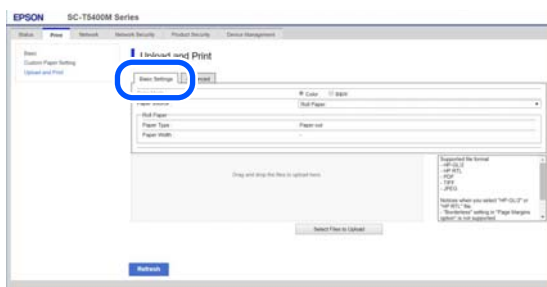 EPSON SC-T5400M Series
Status Print Network Network Security Product Security Device Management
Basic
Custom Paper Setting
Upload and Print
Upload and Print
Basic Settings
Color B&W
Paper Source Roll Paper
Roll Paper
Paper Type Paper out
Paper Width -
Drag and drop the files to upload here.
Supported file format
- HP-GL/2
- HP RTL
- PDF
- TIFF
- JPEG
Notices when you select "HP-GL/2" or
"HP RTL" file
- "Borderless" setting in "Page Margins
option" is not supported
Select Files to Upload
Refresh